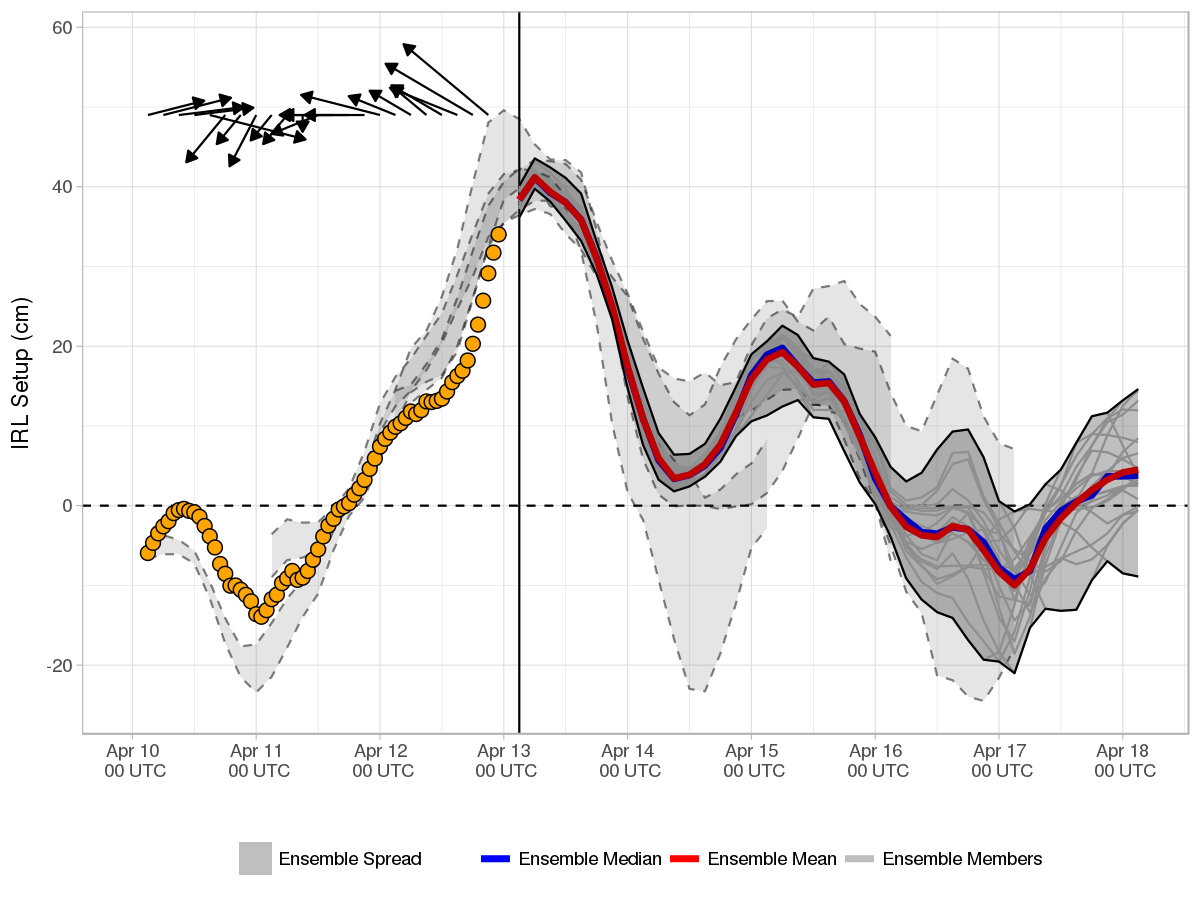 60
40
20
0
-20
IRL Setup (cm)
Apr 10
00 UTC
Apr 11
00 UTC
Apr 12
00 UTC
Apr 13
00 UTC
Apr 14
00 UTC
Apr 15
00 UTC
Apr 16
00 UTC
Apr 17
00 UTC
Apr 18
00 UTC
Ensemble Spread
Ensemble Median
Ensemble Mean
Ensemble Members